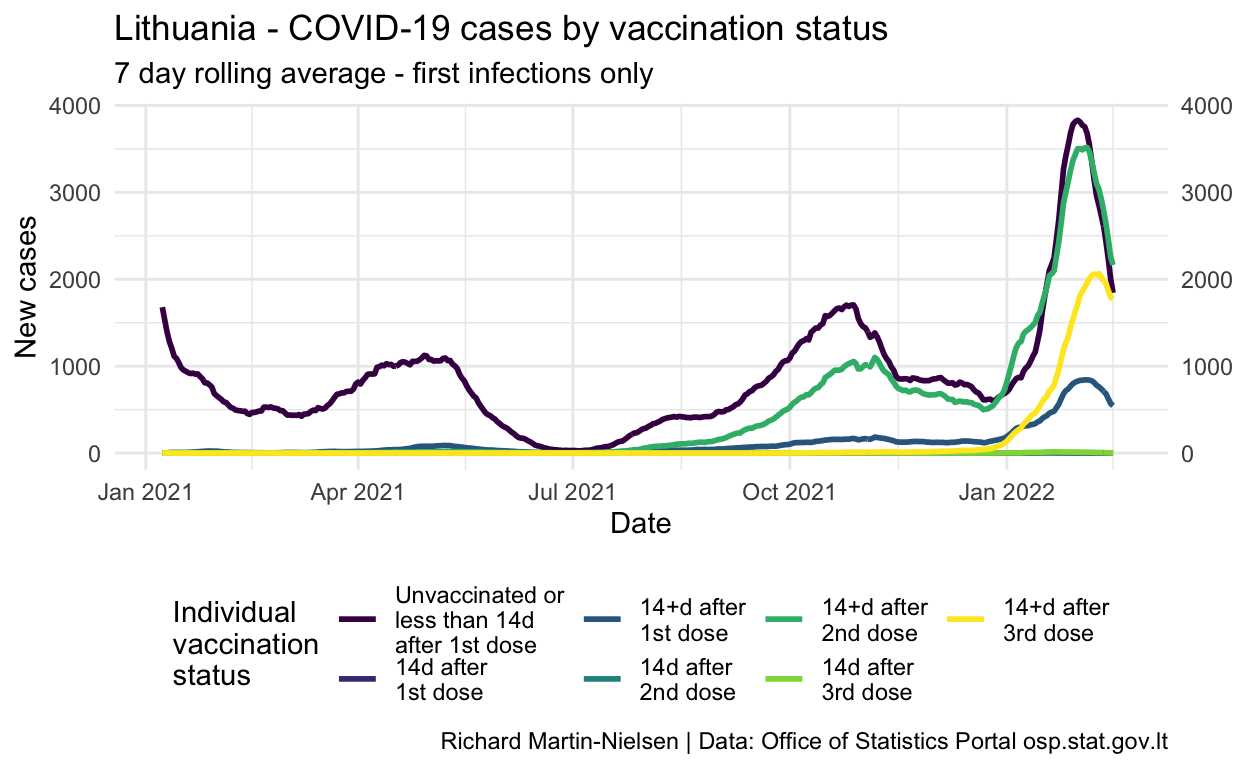 Lithuania - COVID-19 cases by vaccination status
7 day rolling average - first infections only
4000 4000
3000 3000
2000 2000
1000 1000
0 0
New cases
Jan 2021 Apr 2021 Jul 2021 Oct 2021 Jan 2022
Date
Individual
vaccination
status
Unvaccinated or
less than 14d
after 1st dose
14d after
1st dose
14+d after
1st dose
14d after
2nd dose
14+d after
2nd dose
14d after
3rd dose
14+d after
3rd dose
Richard Martin-Nielsen | Data: Office of Statistics Portal osp.stat.gov.lt